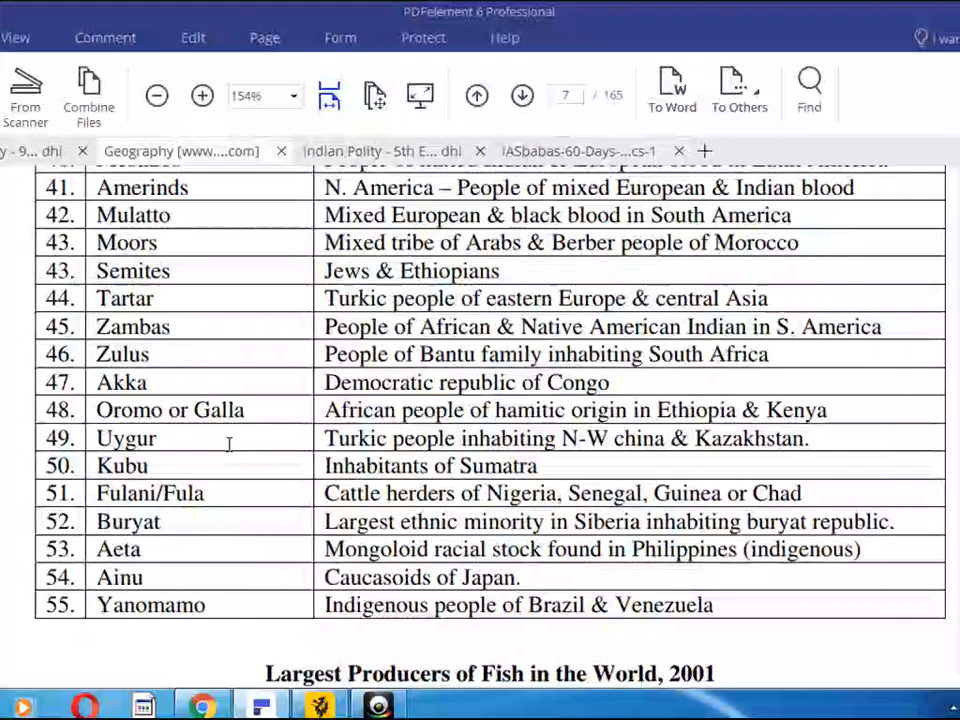 PDFelement 6 Professional
View Comment Edit Page Form Protect Help I wan
154% 7 / 165
From Scanner Combine Files To Word To Others Find
y - 9... dhi Geography [www....com] Indian Polity - 5th E... dhi IASbabas-60-Days-...cs-1
41. Amerinds N. America – People of mixed European & Indian blood
42. Mulatto Mixed European & black blood in South America
43. Moors Mixed tribe of Arabs & Berber people of Morocco
43. Semites Jews & Ethiopians
44. Tartar Turkic people of eastern Europe & central Asia
45. Zambas People of African & Native American Indian in S. America
46. Zulus People of Bantu family inhabiting South Africa
47. Akka Democratic republic of Congo
48. Oromo or Galla African people of hamitic origin in Ethiopia & Kenya
49. Uygur Turkic people inhabiting N-W china & Kazakhstan.
50. Kubu Inhabitants of Sumatra
51. Fulani/Fula Cattle herders of Nigeria, Senegal, Guinea or Chad
52. Buryat Largest ethnic minority in Siberia inhabiting buryat republic.
53. Aeta Mongoloid racial stock found in Philippines (indigenous)
54. Ainu Caucasoids of Japan.
55. Yanomamo Indigenous people of Brazil & Venezuela
Largest Producers of Fish in the World, 2001